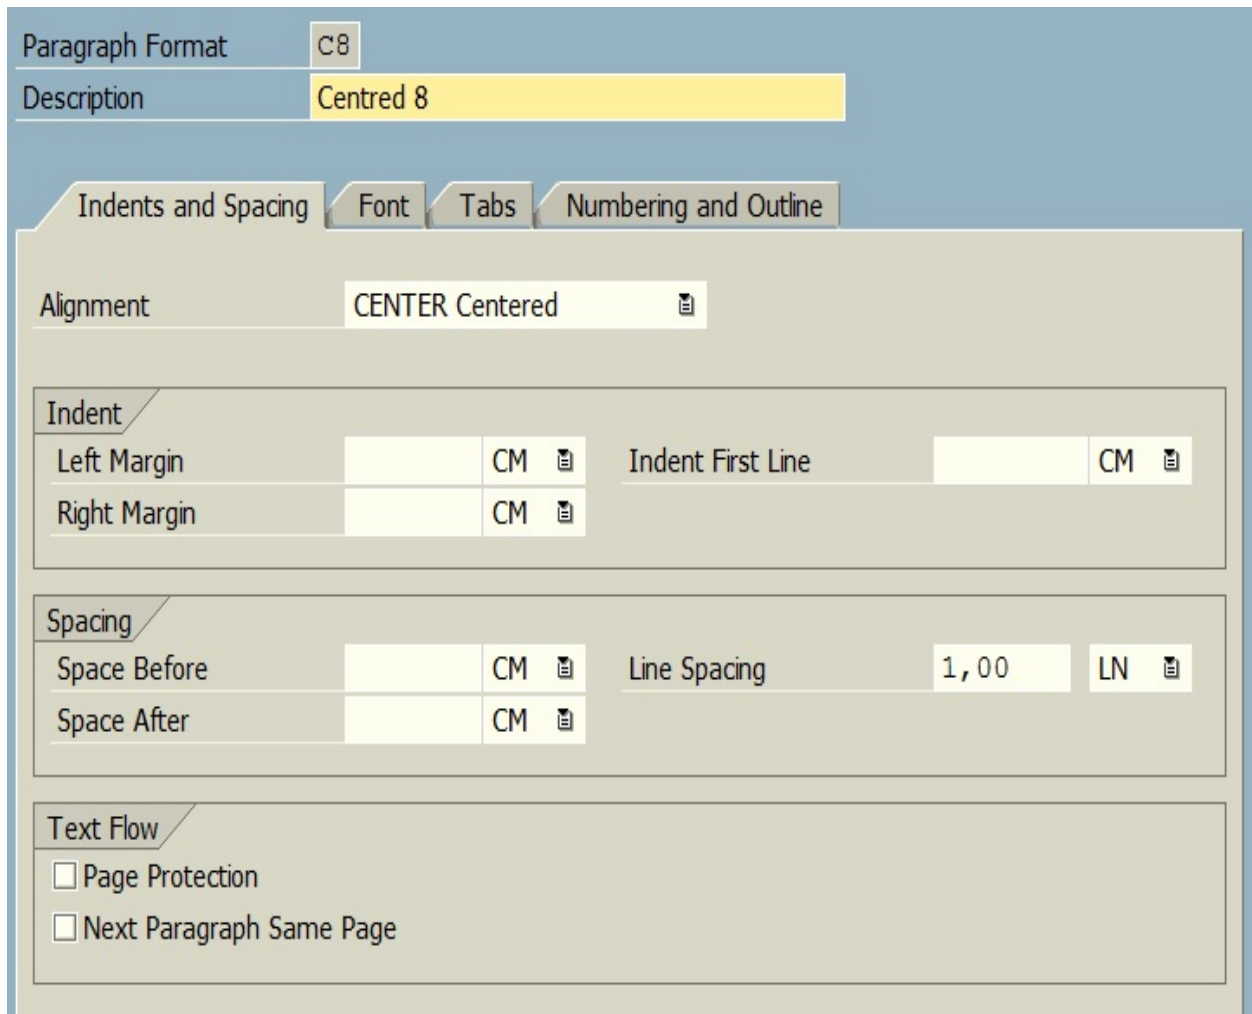 Paragraph Format C8
Description Centred 8
Indents and Spacing Font Tabs Numbering and Outline
Alignment CENTER Centered
Indent
Left Margin CM Indent First Line CM
Right Margin CM
Spacing
Space Before CM Line Spacing 1,00 LN
Space After CM
Text Flow
Page Protection
Next Paragraph Same Page